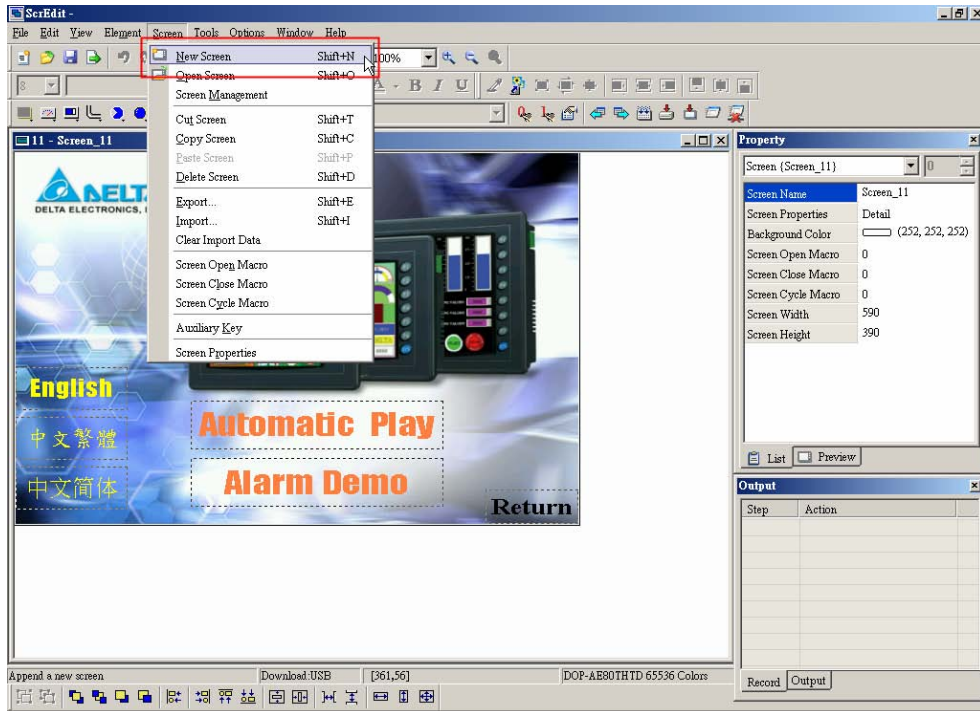 ScrEdit -
File Edit View Element Screen Tools Options Window Help
New Screen Shift+N
100%
Open Screen Shift+O
8
B I U
Screen Management
Cut Screen Shift+T
Copy Screen Shift+C
Paste Screen Shift+P
Delete Screen Shift+D
Export... Shift+E
Import... Shift+I
Clear Import Data
Screen Open Macro
Screen Close Macro
Screen Cycle Macro
Auxiliary Key
Screen Properties
11 - Screen_11
DELTA ELECTRONICS,
English
中文繁體
中文简体
Automatic Play
Alarm Demo
Return
Property
Screen {Screen_11} 0
Screen Name Screen_11
Screen Properties Detail
Background Color (252, 252, 252)
Screen Open Macro 0
Screen Close Macro 0
Screen Cycle Macro 0
Screen Width 590
Screen Height 390
List Preview
Output
Step Action
Record Output
Append a new screen Download:USB [361,56] DOP-AE80THTD 65536 Colors